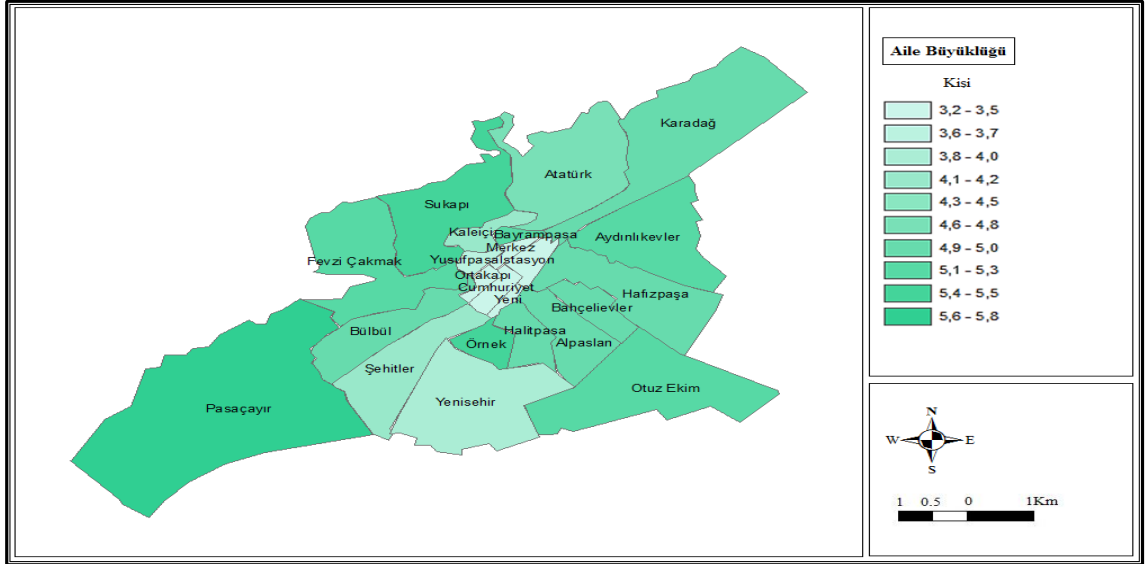 Karadağ
Atatürk
Sukapı
Kaleiçi
Bayrampaşa
Aydınlıkevler
Merkez
Yusufpasa
Istasyon
Fevzi Çakmak
Ortakapı
Cumhuriyet
Yeni
Hafızpaşa
Bahçelievler
Bülbül
Halitpaşa
Örnek
Alpaslan
Şehitler
Otuz Ekim
Yenisehir
Pasaçayır
Aile Büyüklüğü
Kişi
3,2 - 3,5
3,6 - 3,7
3,8 - 4,0
4,1 - 4,2
4,3 - 4,5
4,6 - 4,8
4,9 - 5,0
5,1 - 5,3
5,4 - 5,5
5,6 - 5,8
N
W E
S
1 0.5 0 1Km